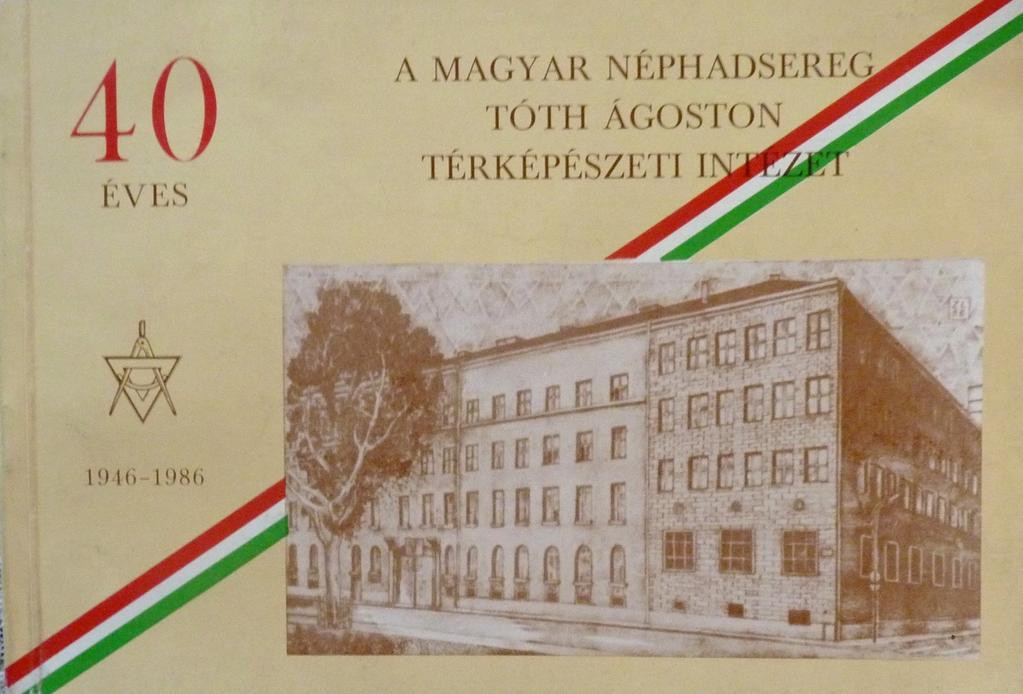 40
ÉVES
A MAGYAR NÉPHADSEREG
TÓTH ÁGOSTON
TÉRKÉPÉSZETI INTEZET
1946-1986